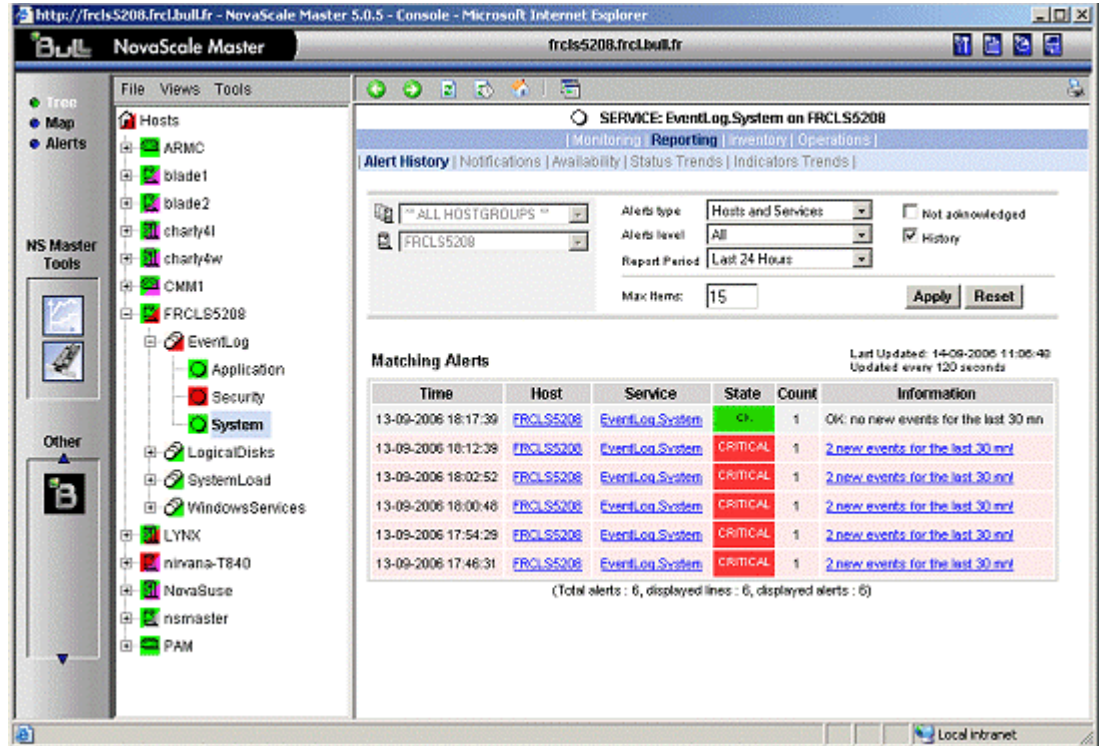 http://frcls5208.frcl.bull.fr - NovaScale Master 5.0.5 - Console - Microsoft Internet Explorer
Bull NovaScale Master
frcls5208.frcl.bull.fr
Tree
Map
Alerts
NS Master
Tools
Other
File Views Tools
Hosts
ARMC
blade1
blade2
charly4l
charly4w
CMM1
FRCLS5208
EventLog
Application
Security
System
LogicalDisks
SystemLoad
WindowsServices
LYNX
nirvana-T840
NovaSuse
nsmaster
PAM
SERVICE: EventLog.System on FRCLS5208
| Monitoring | Reporting | Inventory | Operations |
| Alert History | Notifications | Availability | Status Trends | Indicators Trends |
** ALL HOSTGROUPS **
FRCLS5208
Alerts type Hosts and Services
Alerts level All
Report Period Last 24 Hours
Max Items: 15
Not acknowledged
History
Apply Reset
Matching Alerts
Last Updated: 14-09-2006 11:06:48
Updated every 120 seconds
Time Host Service State Count Information
13-09-2006 18:17:39 FRCLS5208 EventLog.System OK 1 OK: no new events for the last 30 mn
13-09-2006 18:12:39 FRCLS5208 EventLog.System CRITICAL 1 2 new events for the last 30 mn!
13-09-2006 18:02:52 FRCLS5208 EventLog.System CRITICAL 1 2 new events for the last 30 mn!
13-09-2006 18:00:48 FRCLS5208 EventLog.System CRITICAL 1 2 new events for the last 30 mn!
13-09-2006 17:54:29 FRCLS5208 EventLog.System CRITICAL 1 2 new events for the last 30 mn!
13-09-2006 17:46:31 FRCLS5208 EventLog.System CRITICAL 1 2 new events for the last 30 mn!
(Total alerts : 6, displayed lines : 6, displayed alerts : 6)
Local intranet